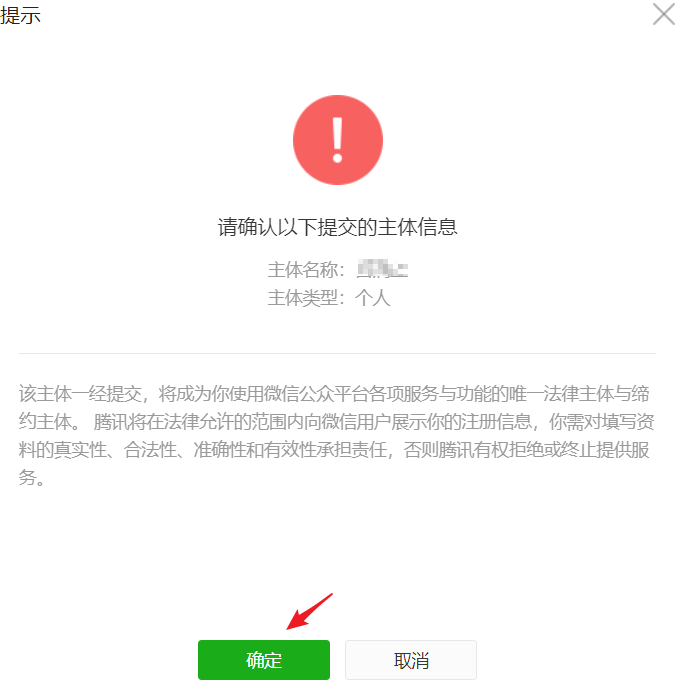 提示
请确认以下提交的主体信息
主体名称：
主体类型：个人
该主体一经提交，将成为你使用微信公众平台各项服务与功能的唯一法律主体与缔
约主体。 腾讯将在法律允许的范围内向微信用户展示你的注册信息，你需对填写资
料的真实性、合法性、准确性和有效性承担责任，否则腾讯有权拒绝或终止提供服
务。
确定 取消